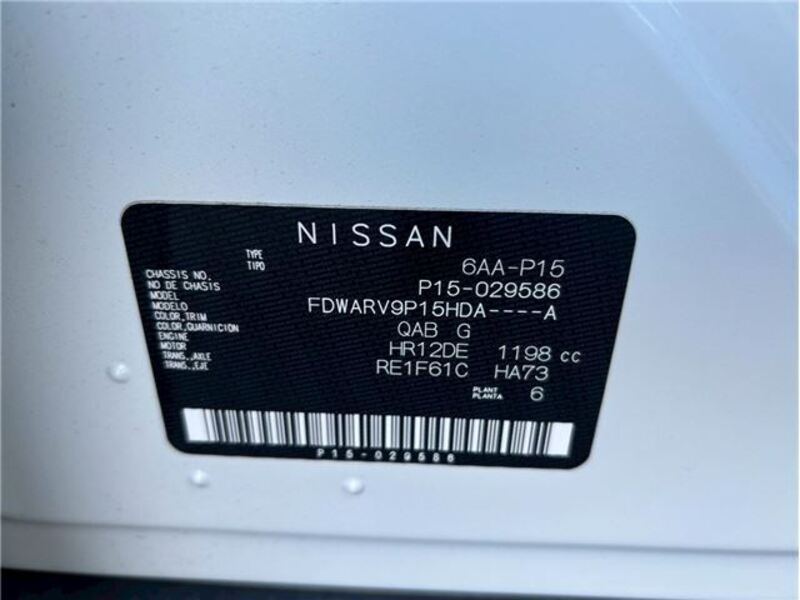 NISSAN
TYPE
TIPO
6AA-P15
CHASSIS NO.
NO DE CHASSIS
P15-029586
MODEL
MODELO
FDWARV9P15HDA----A
COLOR,TRIM
COLOR,GUARNICION
QAB G
ENGINE
MOTOR
HR12DE 1198 cc
TRANS.,AXLE
TRANS.,EJE
RE1F61C HA73
PLANT
PLANTA
6
P15-029586